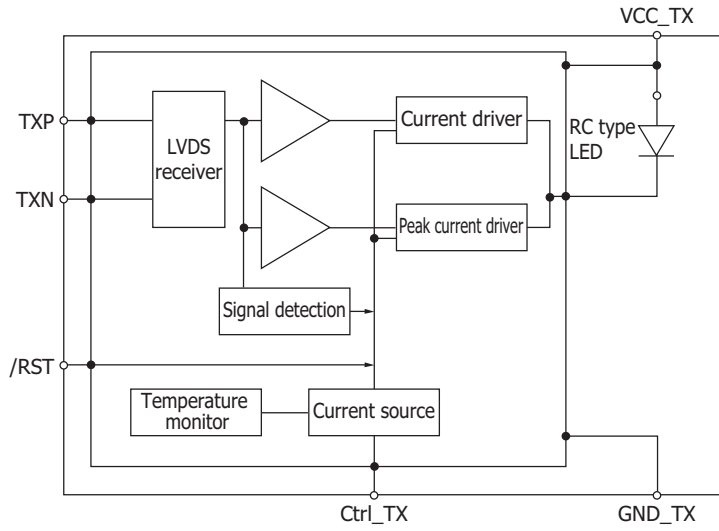 VCC_TX
TXP
LVDS
receiver
Current driver
RC type
LED
TXN
Peak current driver
Signal detection
/RST
Temperature
monitor
Current source
Ctrl_TX
GND_TX